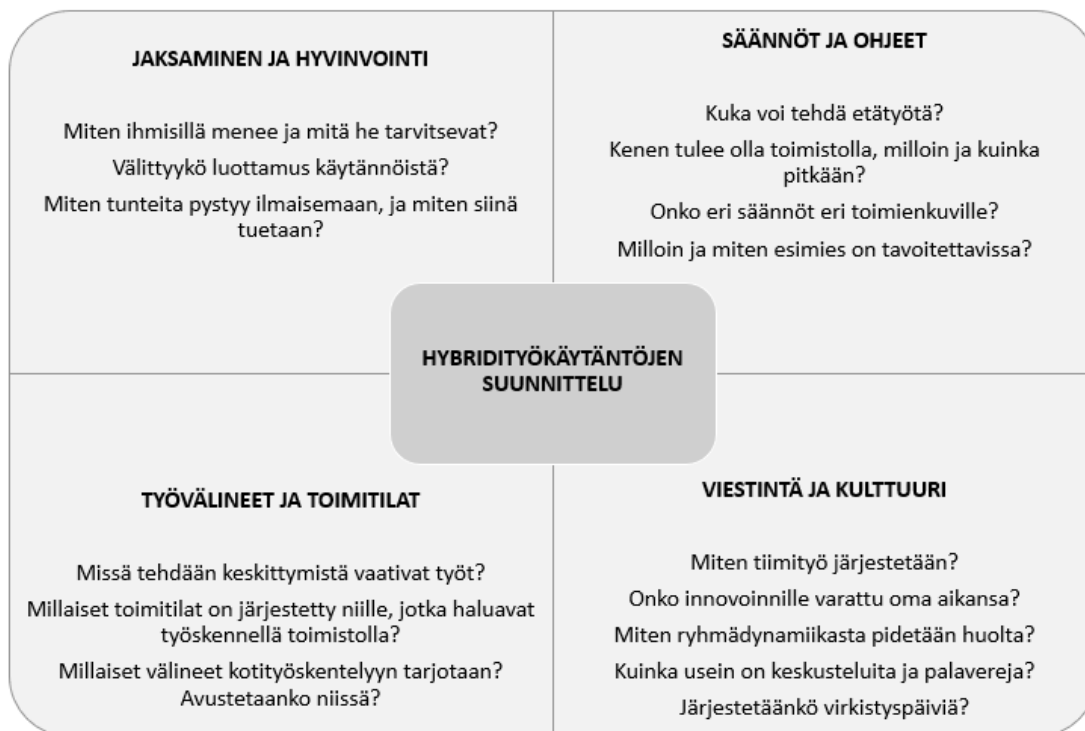 JAKSAMINEN JA HYVINVOINTI
Miten ihmisillä menee ja mitä he tarvitsevat?
Välittyykö luottamus käytännöistä?
Miten tunteita pystyy ilmaisemaan, ja miten siinä
tuetaan?
SÄÄNNÖT JA OHJEET
Kuka voi tehdä etätyötä?
Kenen tulee olla toimistolla, milloin ja kuinka
pitkään?
Onko eri säännöt eri toimienkuville?
Milloin ja miten esimies on tavoitettavissa?
HYBRIDITYÖKÄYTÄNTÖJEN
SUUNNITTELU
TYÖVÄLINEET JA TOIMITILAT
Missä tehdään keskittymistä vaativat työt?
Millaiset toimitilat on järjestetty niille, jotka haluavat
työskennellä toimistolla?
Millaiset välineet kotityöskentelyyn tarjotaan?
Avustetaanko niissä?
VIESTINTÄ JA KULTTUURI
Miten tiimityö järjestetään?
Onko innovoinnille varattu oma aikansa?
Miten ryhmädynamiikasta pidetään huolta?
Kuinka usein on keskusteluita ja palavereja?
Järjestetäänkö virkistyspäiviä?